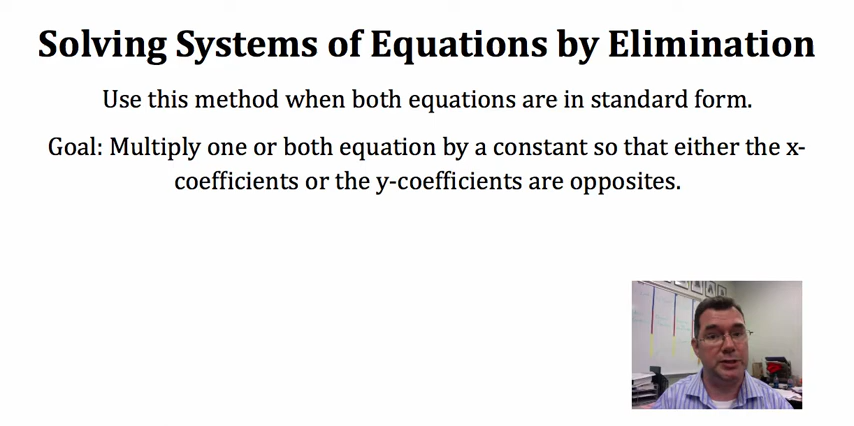 Solving Systems of Equations by Elimination
Use this method when both equations are in standard form.
Goal: Multiply one or both equation by a constant so that either the x-
coefficients or the y-coefficients are opposites.